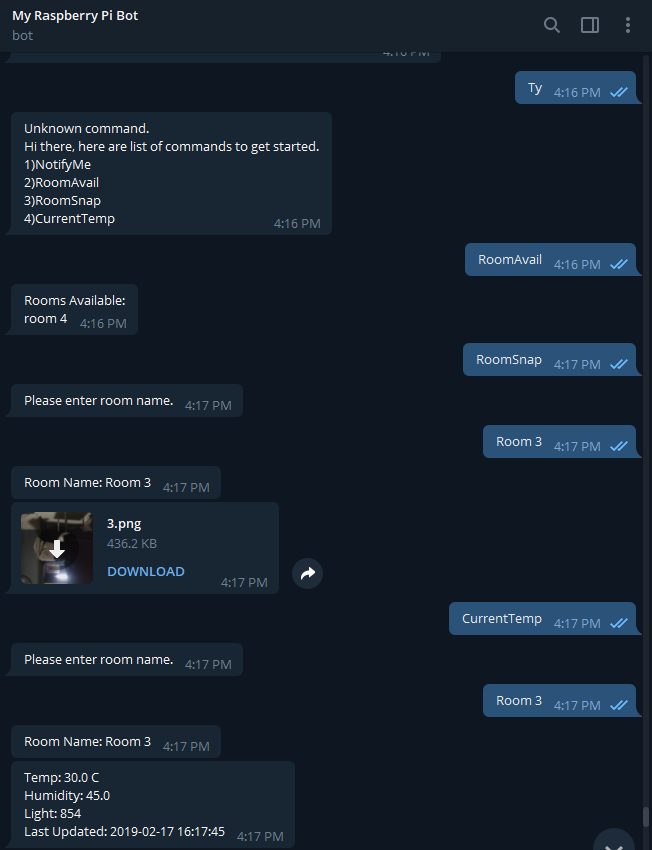 My Raspberry Pi Bot
bot
4:16 PM
Ty 4:16 PM
Unknown command.
Hi there, here are list of commands to get started.
1)NotifyMe
2)RoomAvail
3)RoomSnap
4)CurrentTemp 4:16 PM
RoomAvail 4:16 PM
Rooms Available:
room 4 4:16 PM
RoomSnap 4:17 PM
Please enter room name. 4:17 PM
Room 3 4:17 PM
Room Name: Room 3 4:17 PM
3.png
436.2 KB
DOWNLOAD 4:17 PM
CurrentTemp 4:17 PM
Please enter room name. 4:17 PM
Room 3 4:17 PM
Room Name: Room 3 4:17 PM
Temp: 30.0 C
Humidity: 45.0
Light: 854
Last Updated: 2019-02-17 16:17:45 4:17 PM